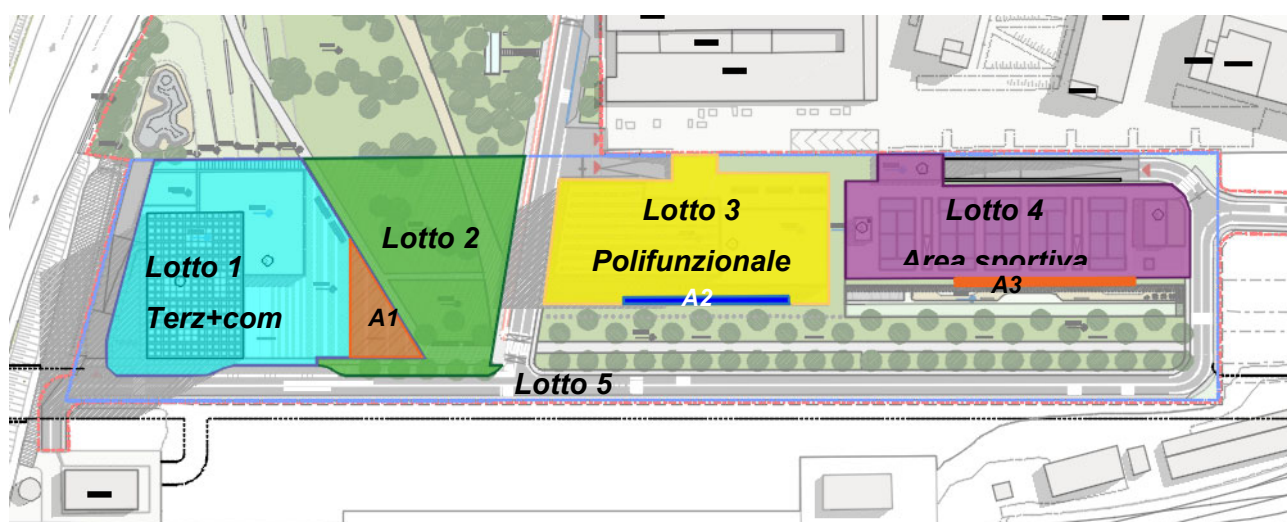 Lotto 1
Terz+com
A1
Lotto 2
Lotto 3
Polifunzionale
A2
Lotto 4
Area sportiva
A3
Lotto 5